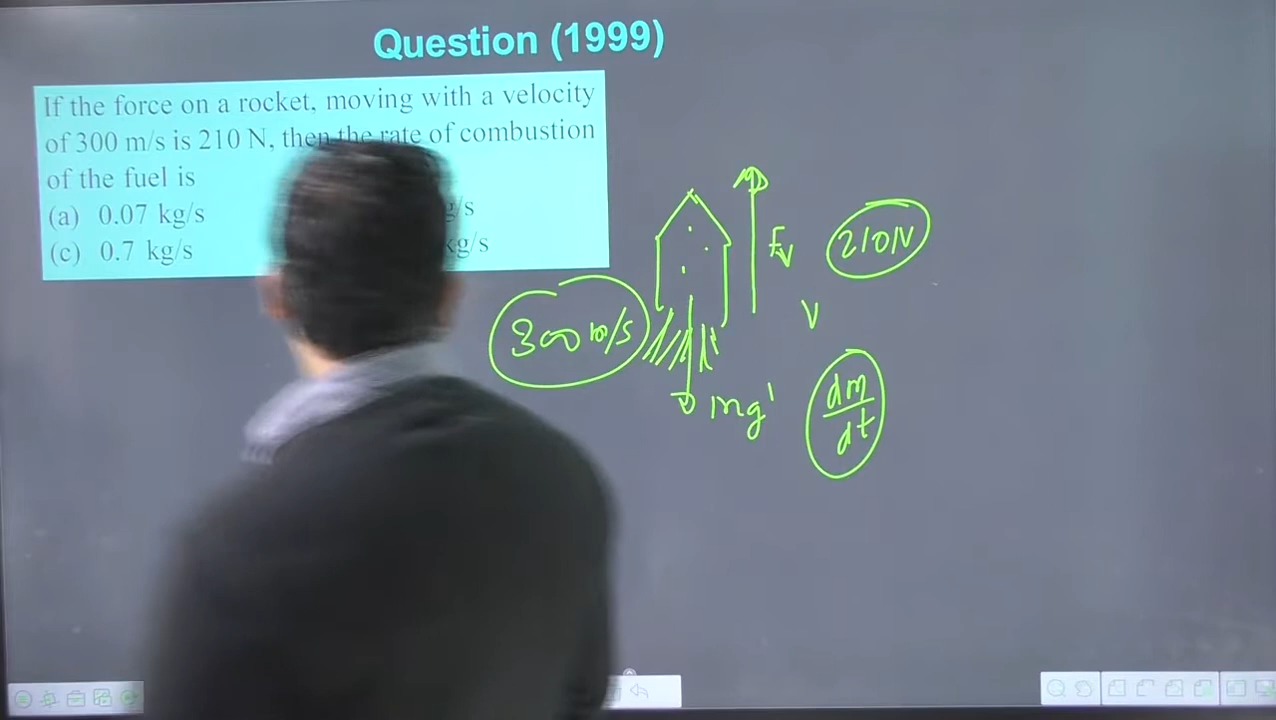 Question (1999)
If the force on a rocket, moving with a velocity
of 300 m/s is 210 N, then the rate of combustion
of the fuel is
(a) 0.07 kg/s
g/s
(c) 0.7 kg/s
kg/s
F
210N
v
300 m/s
mg'
dm
dt